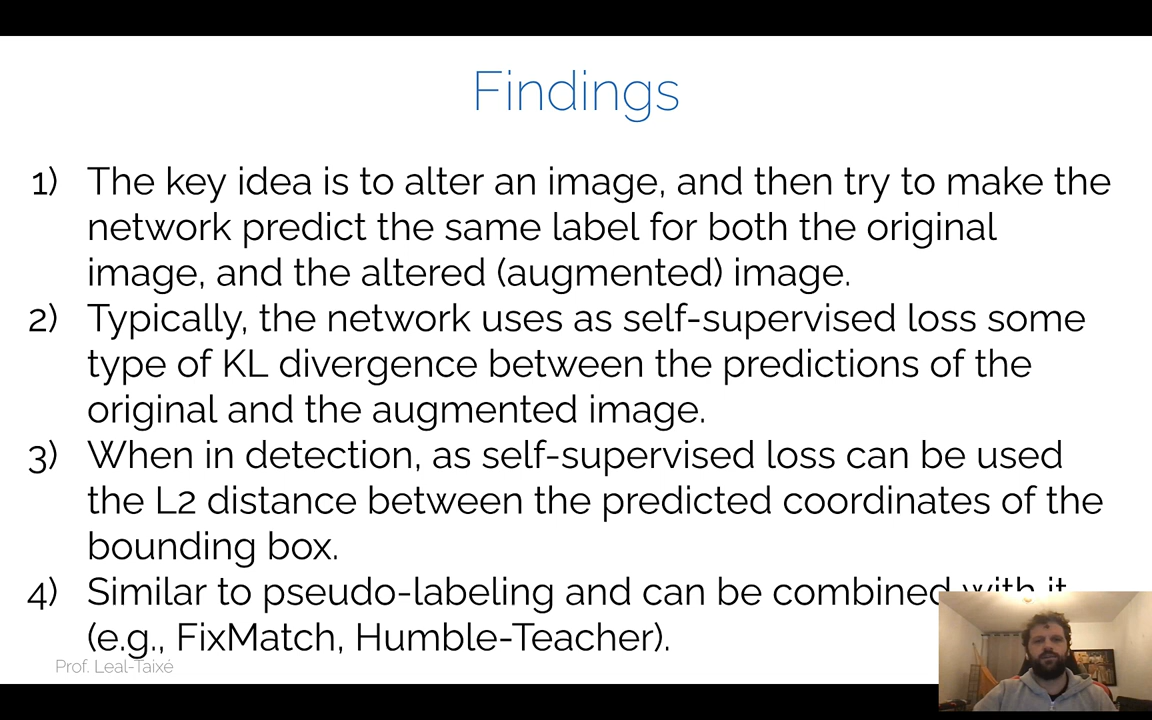 Findings
1) The key idea is to alter an image, and then try to make the
network predict the same label for both the original
image, and the altered (augmented) image.
2) Typically, the network uses as self-supervised loss some
type of KL divergence between the predictions of the
original and the augmented image.
3) When in detection, as self-supervised loss can be used
the L2 distance between the predicted coordinates of the
bounding box.
4) Similar to pseudo-labeling and can be combined with it
(e.g., FixMatch, Humble-Teacher).
Prof. Leal-Taixé